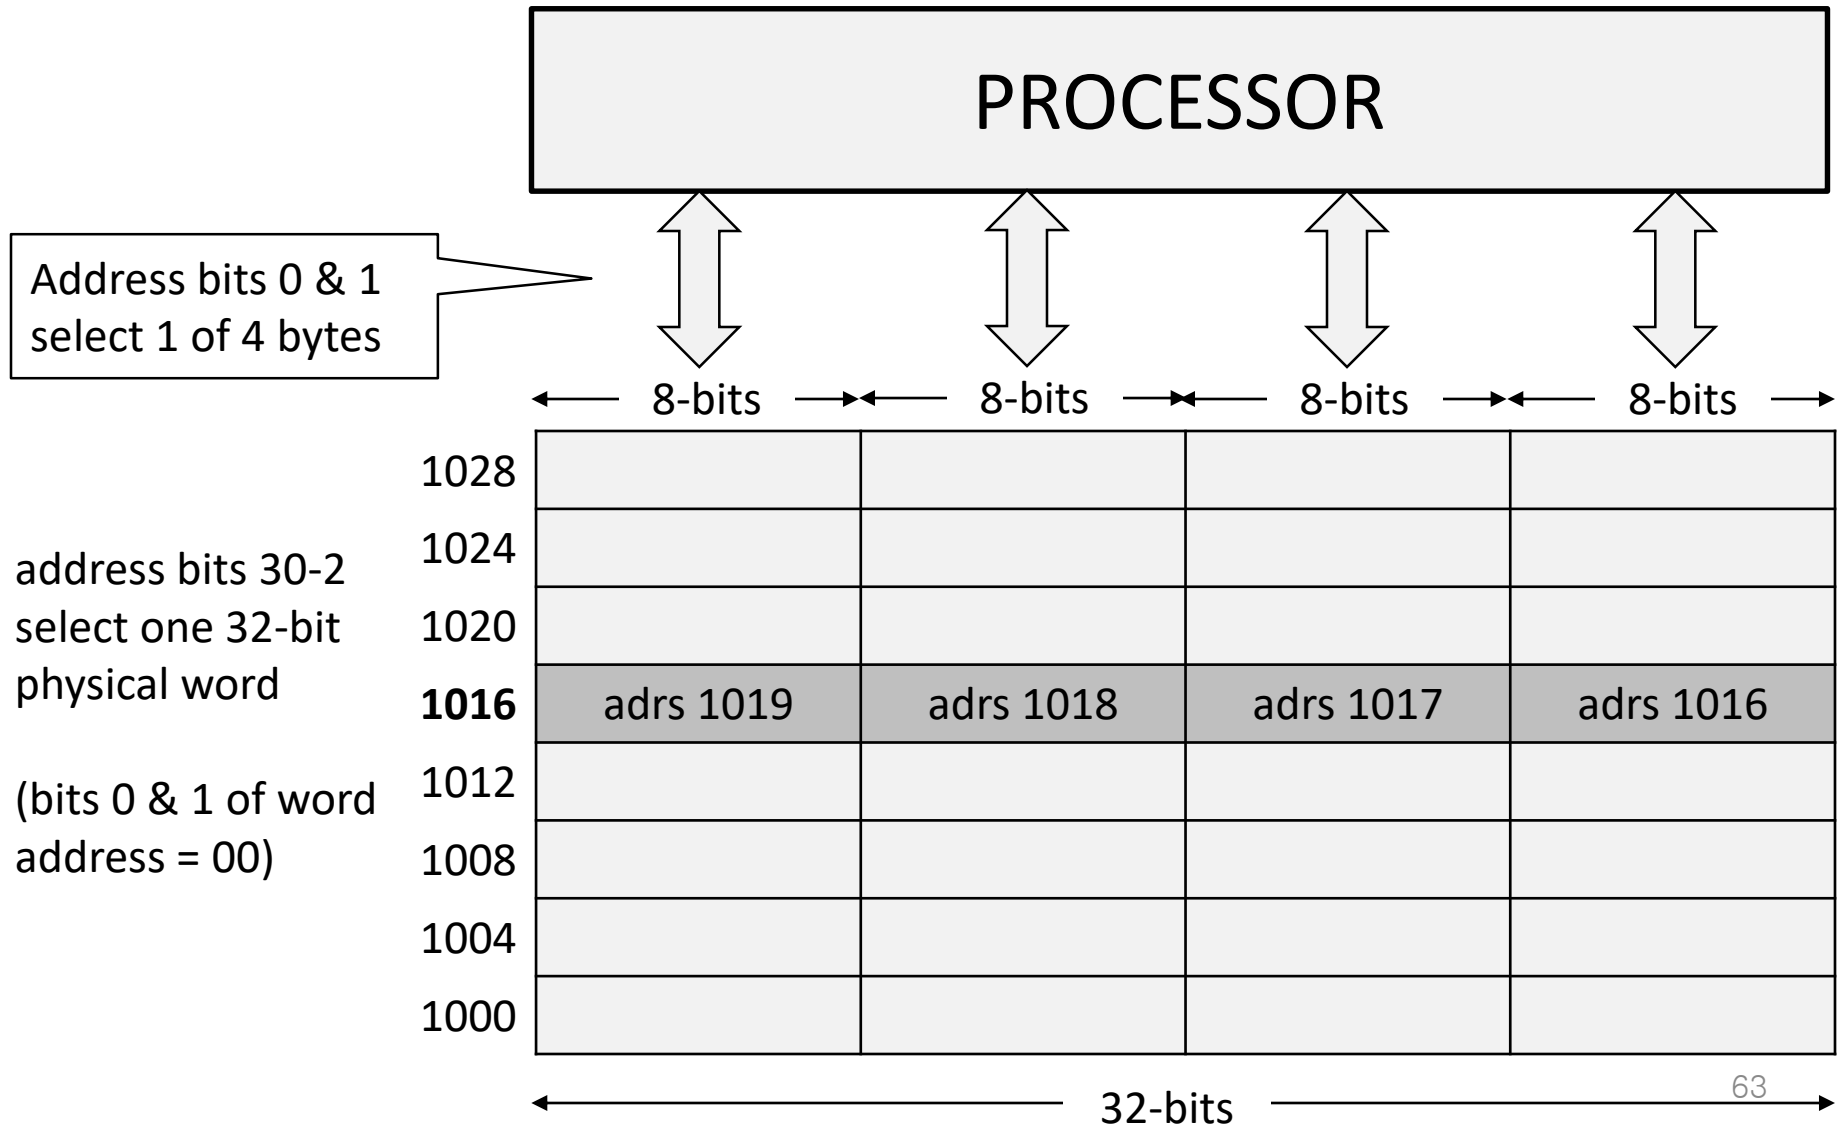 PROCESSOR
Address bits 0 & 1
select 1 of 4 bytes
8-bits 8-bits 8-bits 8-bits
1028
1024
address bits 30-2
select one 32-bit
physical word
1020
1016 adrs 1019 adrs 1018 adrs 1017 adrs 1016
1012
(bits 0 & 1 of word
address = 00)
1008
1004
1000
32-bits
63